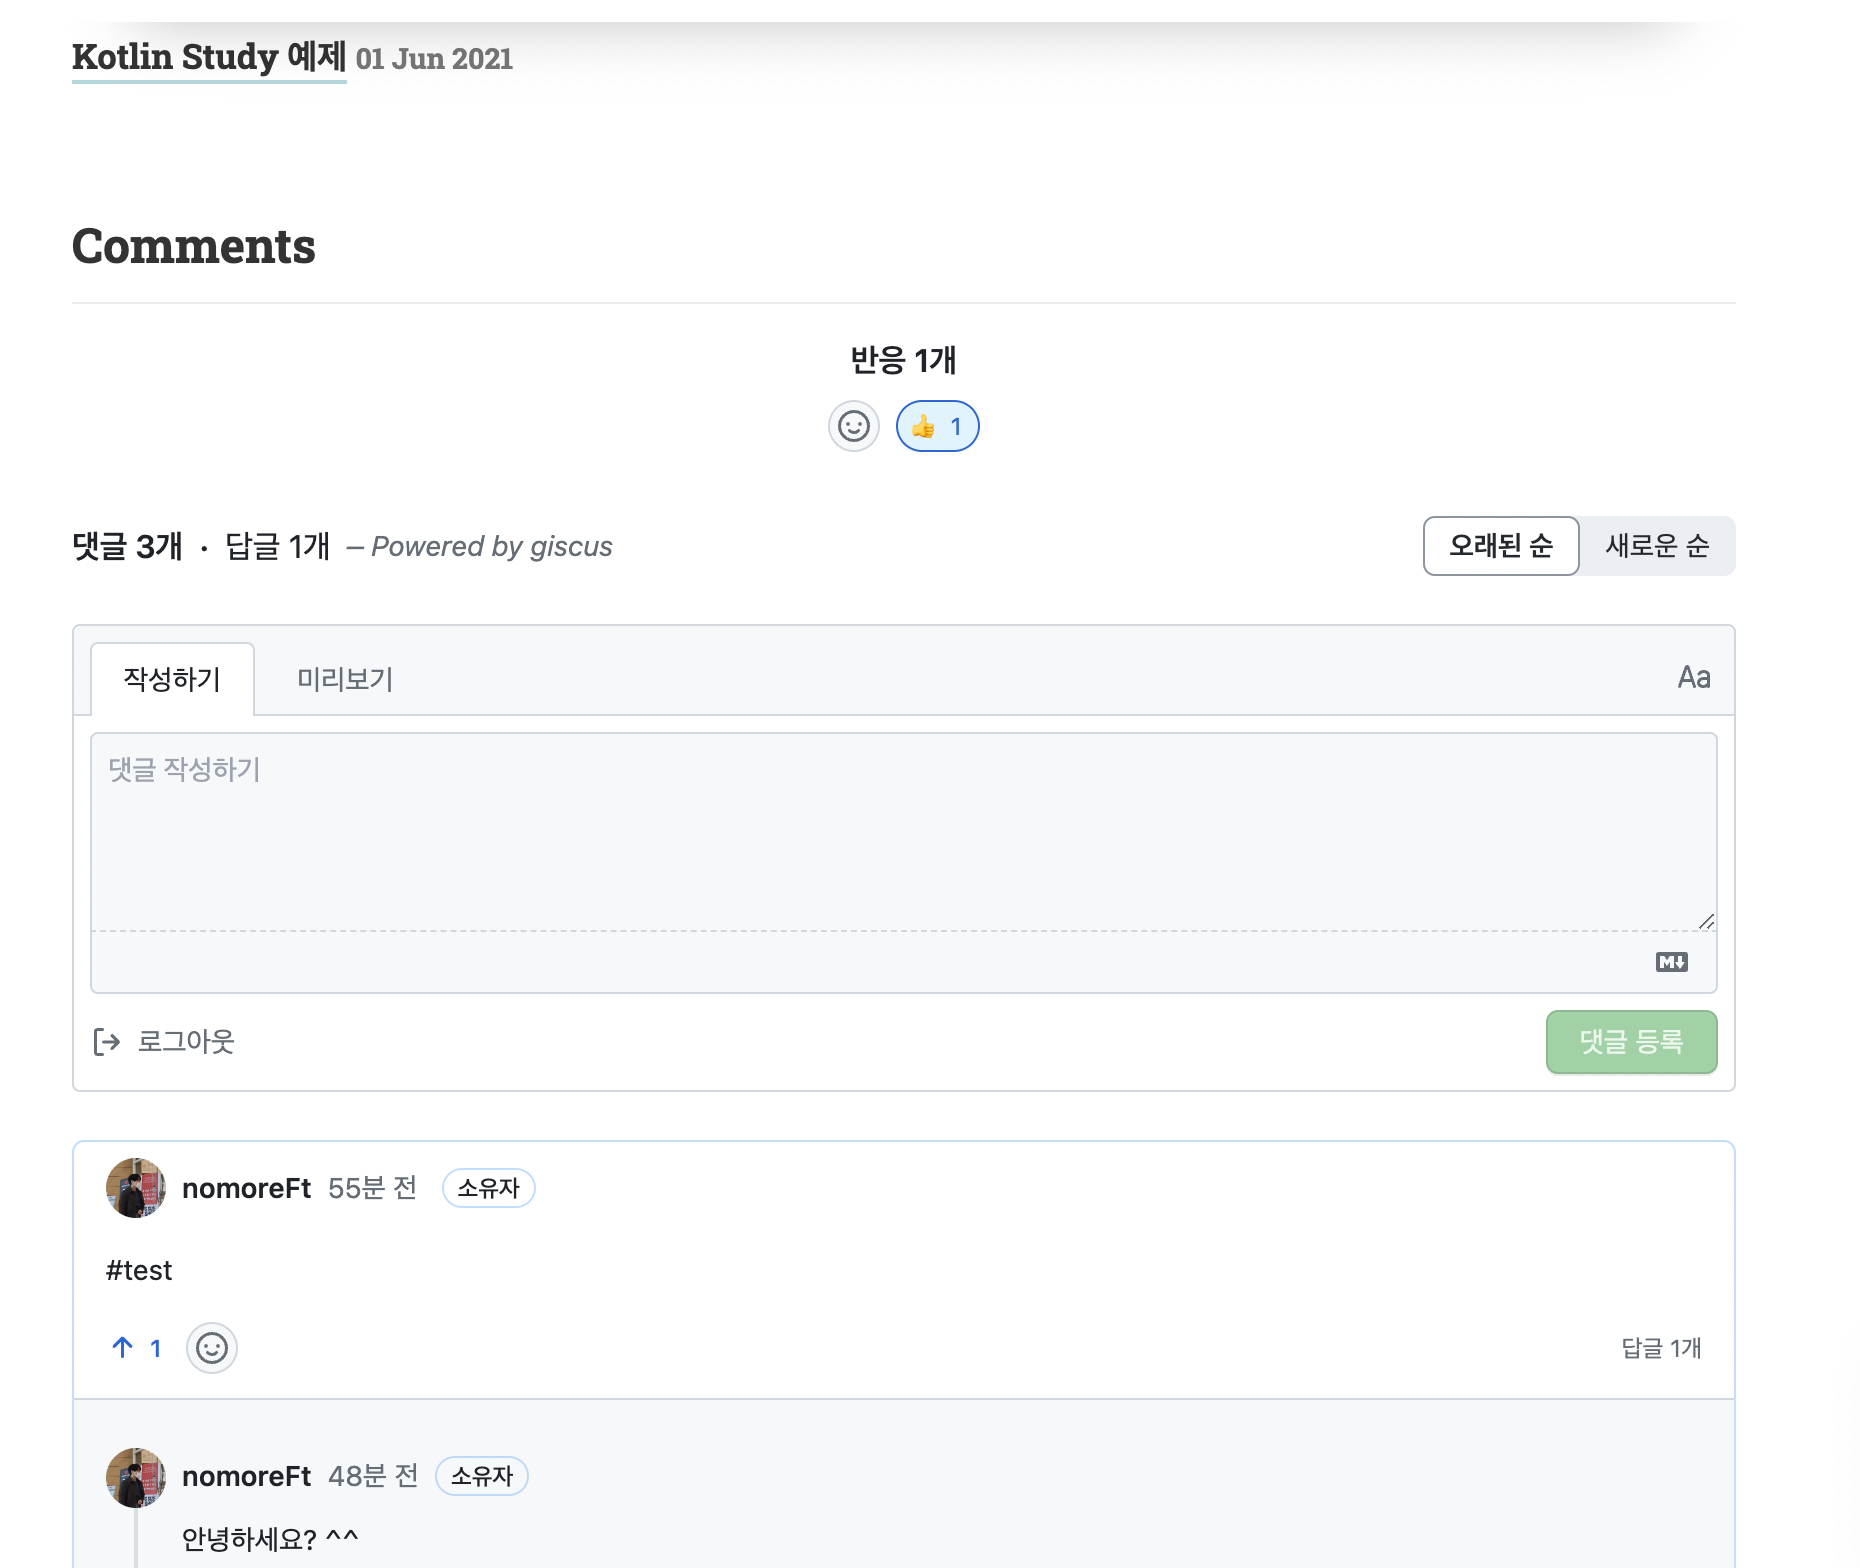 Kotlin Study 예제 01 Jun 2021
Comments
반응 1개
👍 1
댓글 3개 · 답글 1개 – Powered by giscus
오래된 순 새로운 순
작성하기 미리보기 Aa
댓글 작성하기
M↓
로그아웃 댓글 등록
nomoreFt 55분 전 소유자
#test
↑ 1 답글 1개
nomoreFt 48분 전 소유자
안녕하세요? ^^